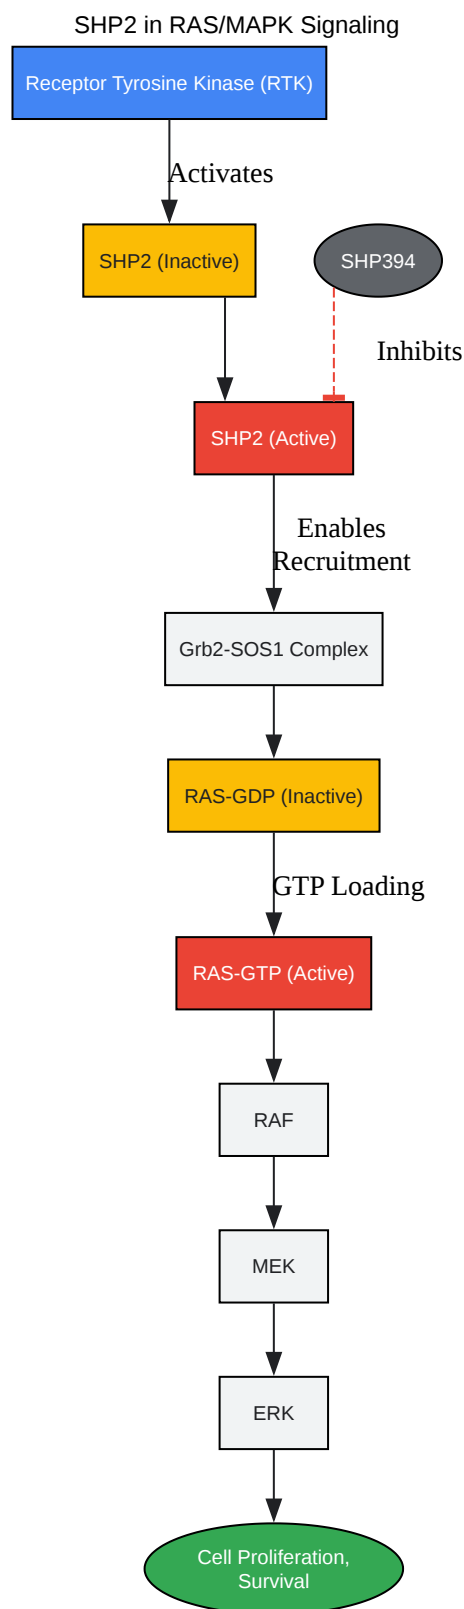 SHP2 in RAS/MAPK Signaling
Receptor Tyrosine Kinase (RTK)
Activates
SHP2 (Inactive)
SHP394
Inhibits
SHP2 (Active)
Enables
Recruitment
Grb2-SOS1 Complex
RAS-GDP (Inactive)
GTP Loading
RAS-GTP (Active)
RAF
MEK
ERK
Cell Proliferation,
Survival